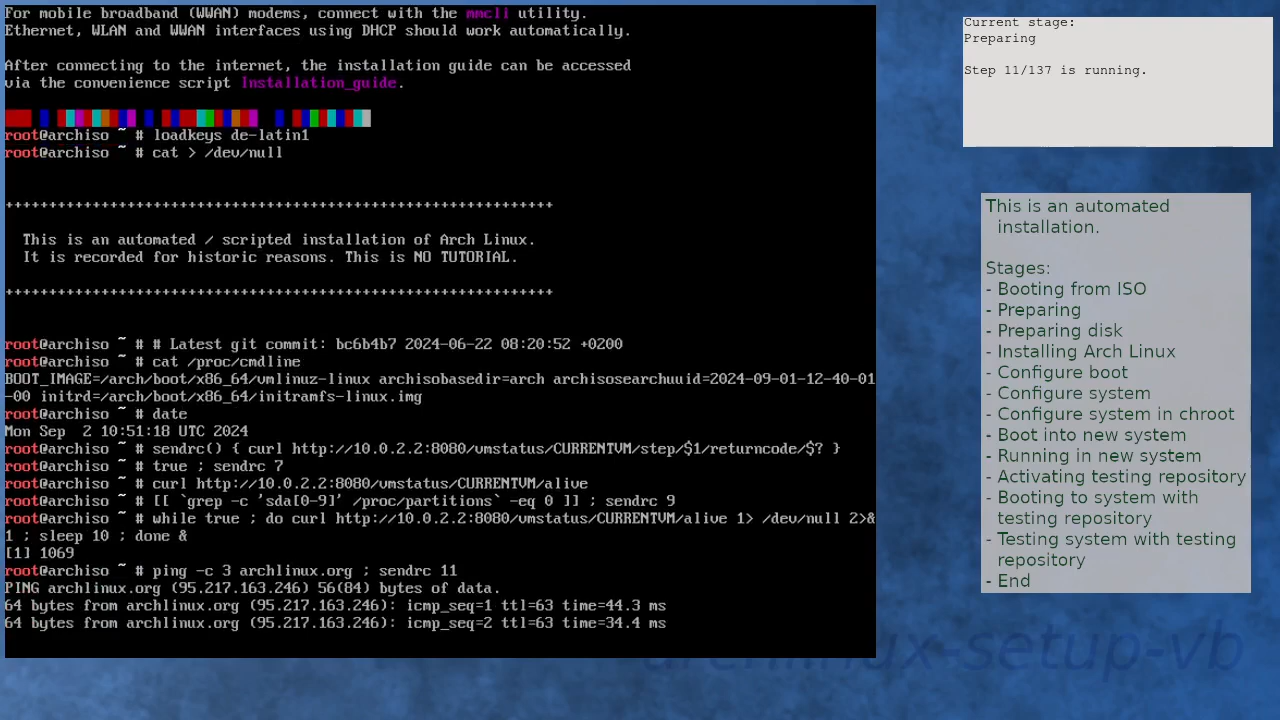 For mobile broadband (WWAN) modems, connect with the mmcli utility.
Ethernet, WLAN and WWAN interfaces using DHCP should work automatically.
After connecting to the internet, the installation guide can be accessed
via the convenience script Installation_guide.
root@archiso ~ # loadkeys de-latin1
root@archiso ~ # cat > /dev/null
+++++++++++++++++++++++++++++++++++++++++++++++++++++++++++++++
This is an automated / scripted installation of Arch Linux.
It is recorded for historic reasons. This is NO TUTORIAL.
+++++++++++++++++++++++++++++++++++++++++++++++++++++++++++++++
root@archiso ~ # # Latest git commit: bc6b4b7 2024-06-22 08:20:52 +0200
root@archiso ~ # cat /proc/cmdline
BOOT_IMAGE=/arch/boot/x86_64/vmlinuz-linux archisobasedir=arch archisosearchuuid=2024-09-01-12-40-01
-00 initrd=/arch/boot/x86_64/initramfs-linux.img
root@archiso ~ # date
Mon Sep  2 10:51:18 UTC 2024
root@archiso ~ # sendrc() { curl http://10.0.2.2:8080/vmstatus/CURRENTVM/step/$1/returncode/$? }
root@archiso ~ # true ; sendrc 7
root@archiso ~ # curl http://10.0.2.2:8080/vmstatus/CURRENTVM/alive
root@archiso ~ # [[ `grep -c 'sda[0-9]' /proc/partitions` -eq 0 ]] ; sendrc 9
root@archiso ~ # while true ; do curl http://10.0.2.2:8080/vmstatus/CURRENTVM/alive 1> /dev/null 2>&
1 ; sleep 10 ; done &
[1] 1069
root@archiso ~ # ping -c 3 archlinux.org ; sendrc 11
PING archlinux.org (95.217.163.246) 56(84) bytes of data.
64 bytes from archlinux.org (95.217.163.246): icmp_seq=1 ttl=63 time=44.3 ms
64 bytes from archlinux.org (95.217.163.246): icmp_seq=2 ttl=63 time=34.4 ms
Current stage:
Preparing
Step 11/137 is running.
This is an automated
installation.
Stages:
- Booting from ISO
- Preparing
- Preparing disk
- Installing Arch Linux
- Configure boot
- Configure system
- Configure system in chroot
- Boot into new system
- Running in new system
- Activating testing repository
- Booting to system with
testing repository
- Testing system with testing
repository
- End
archlinux-setup-vb